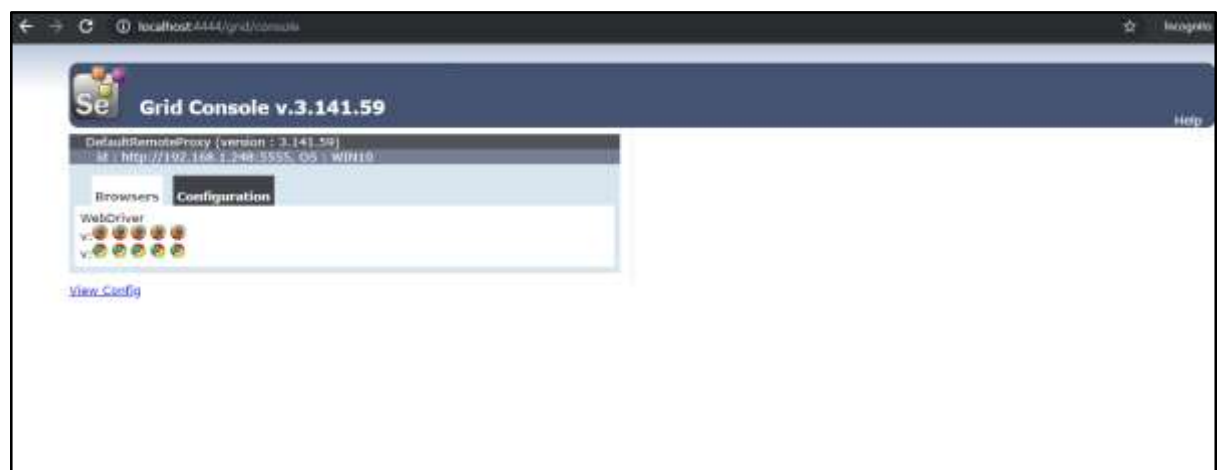 localhost:4444/grid/console
Incognito
Se
Grid Console v.3.141.59
Help
DefaultRemoteProxy (version : 3.141.59)
id : http://192.168.1.248:5555, OS : WIN10
Browsers Configuration
WebDriver
v:
v:
View Config